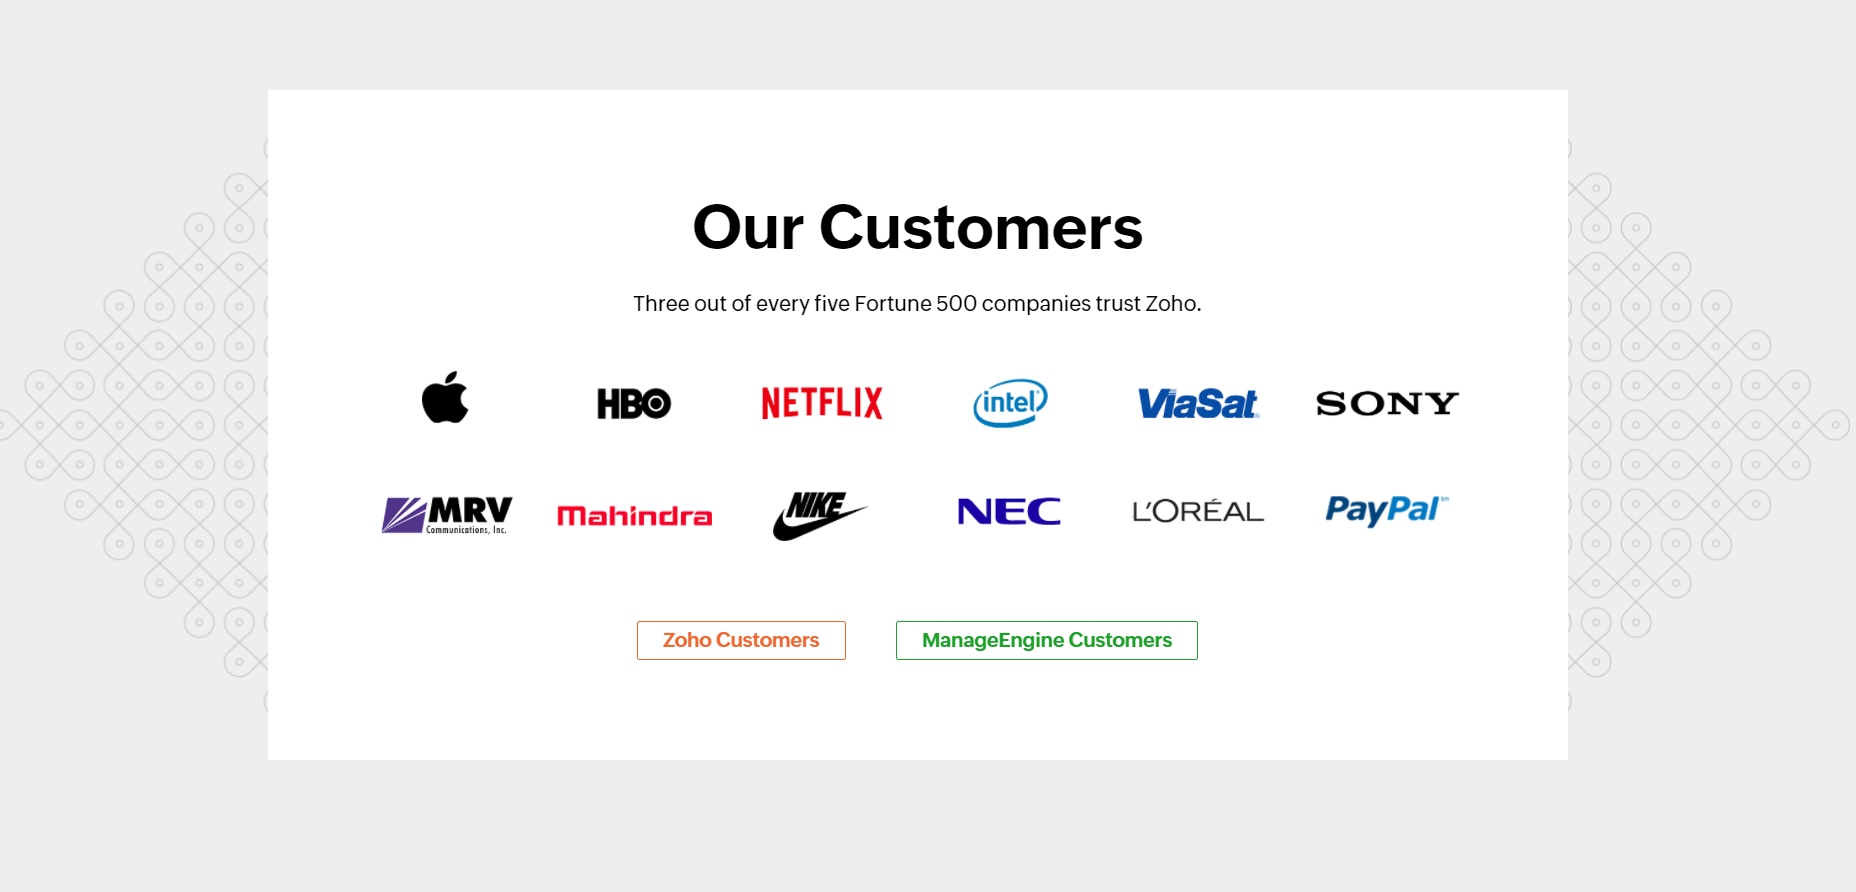 Our Customers
Three out of every five Fortune 500 companies trust Zoho.
HBO NETFLIX intel ViaSat SONY
MRV Communications, Inc. Mahindra NIKE NEC L'ORÉAL PayPal tm
Zoho Customers ManageEngine Customers